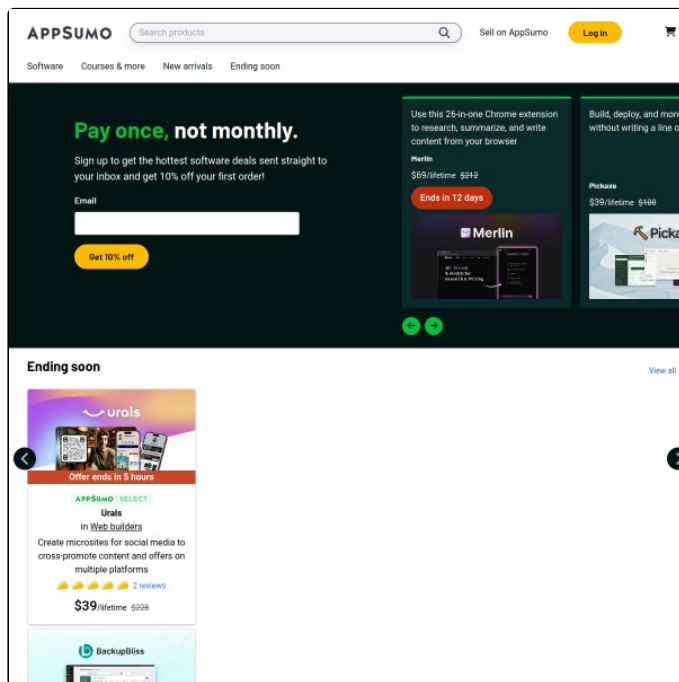 APPSUMO
Search products
Sell on AppSumo
Log in
Software
Courses & more
New arrivals
Ending soon
Pay once, not monthly.
Sign up to get the hottest software deals sent straight to
your inbox and get 10% off your first order!
Email
Get 10% off
Use this 26-in-one Chrome extension
to research, summarize, and write
content from your browser
Merlin
$69/lifetime $212
Ends in 12 days
Merlin
Build, deploy, and mon
without writing a line o
Pickaxe
$39/lifetime $188
Picka
Ending soon
View all
urals
Offer ends in 5 hours
APPSUMO SELECT
Urals
in Web builders
Create microsites for social media to
cross-promote content and offers on
multiple platforms
2 reviews
$39/lifetime $228
BackupBliss